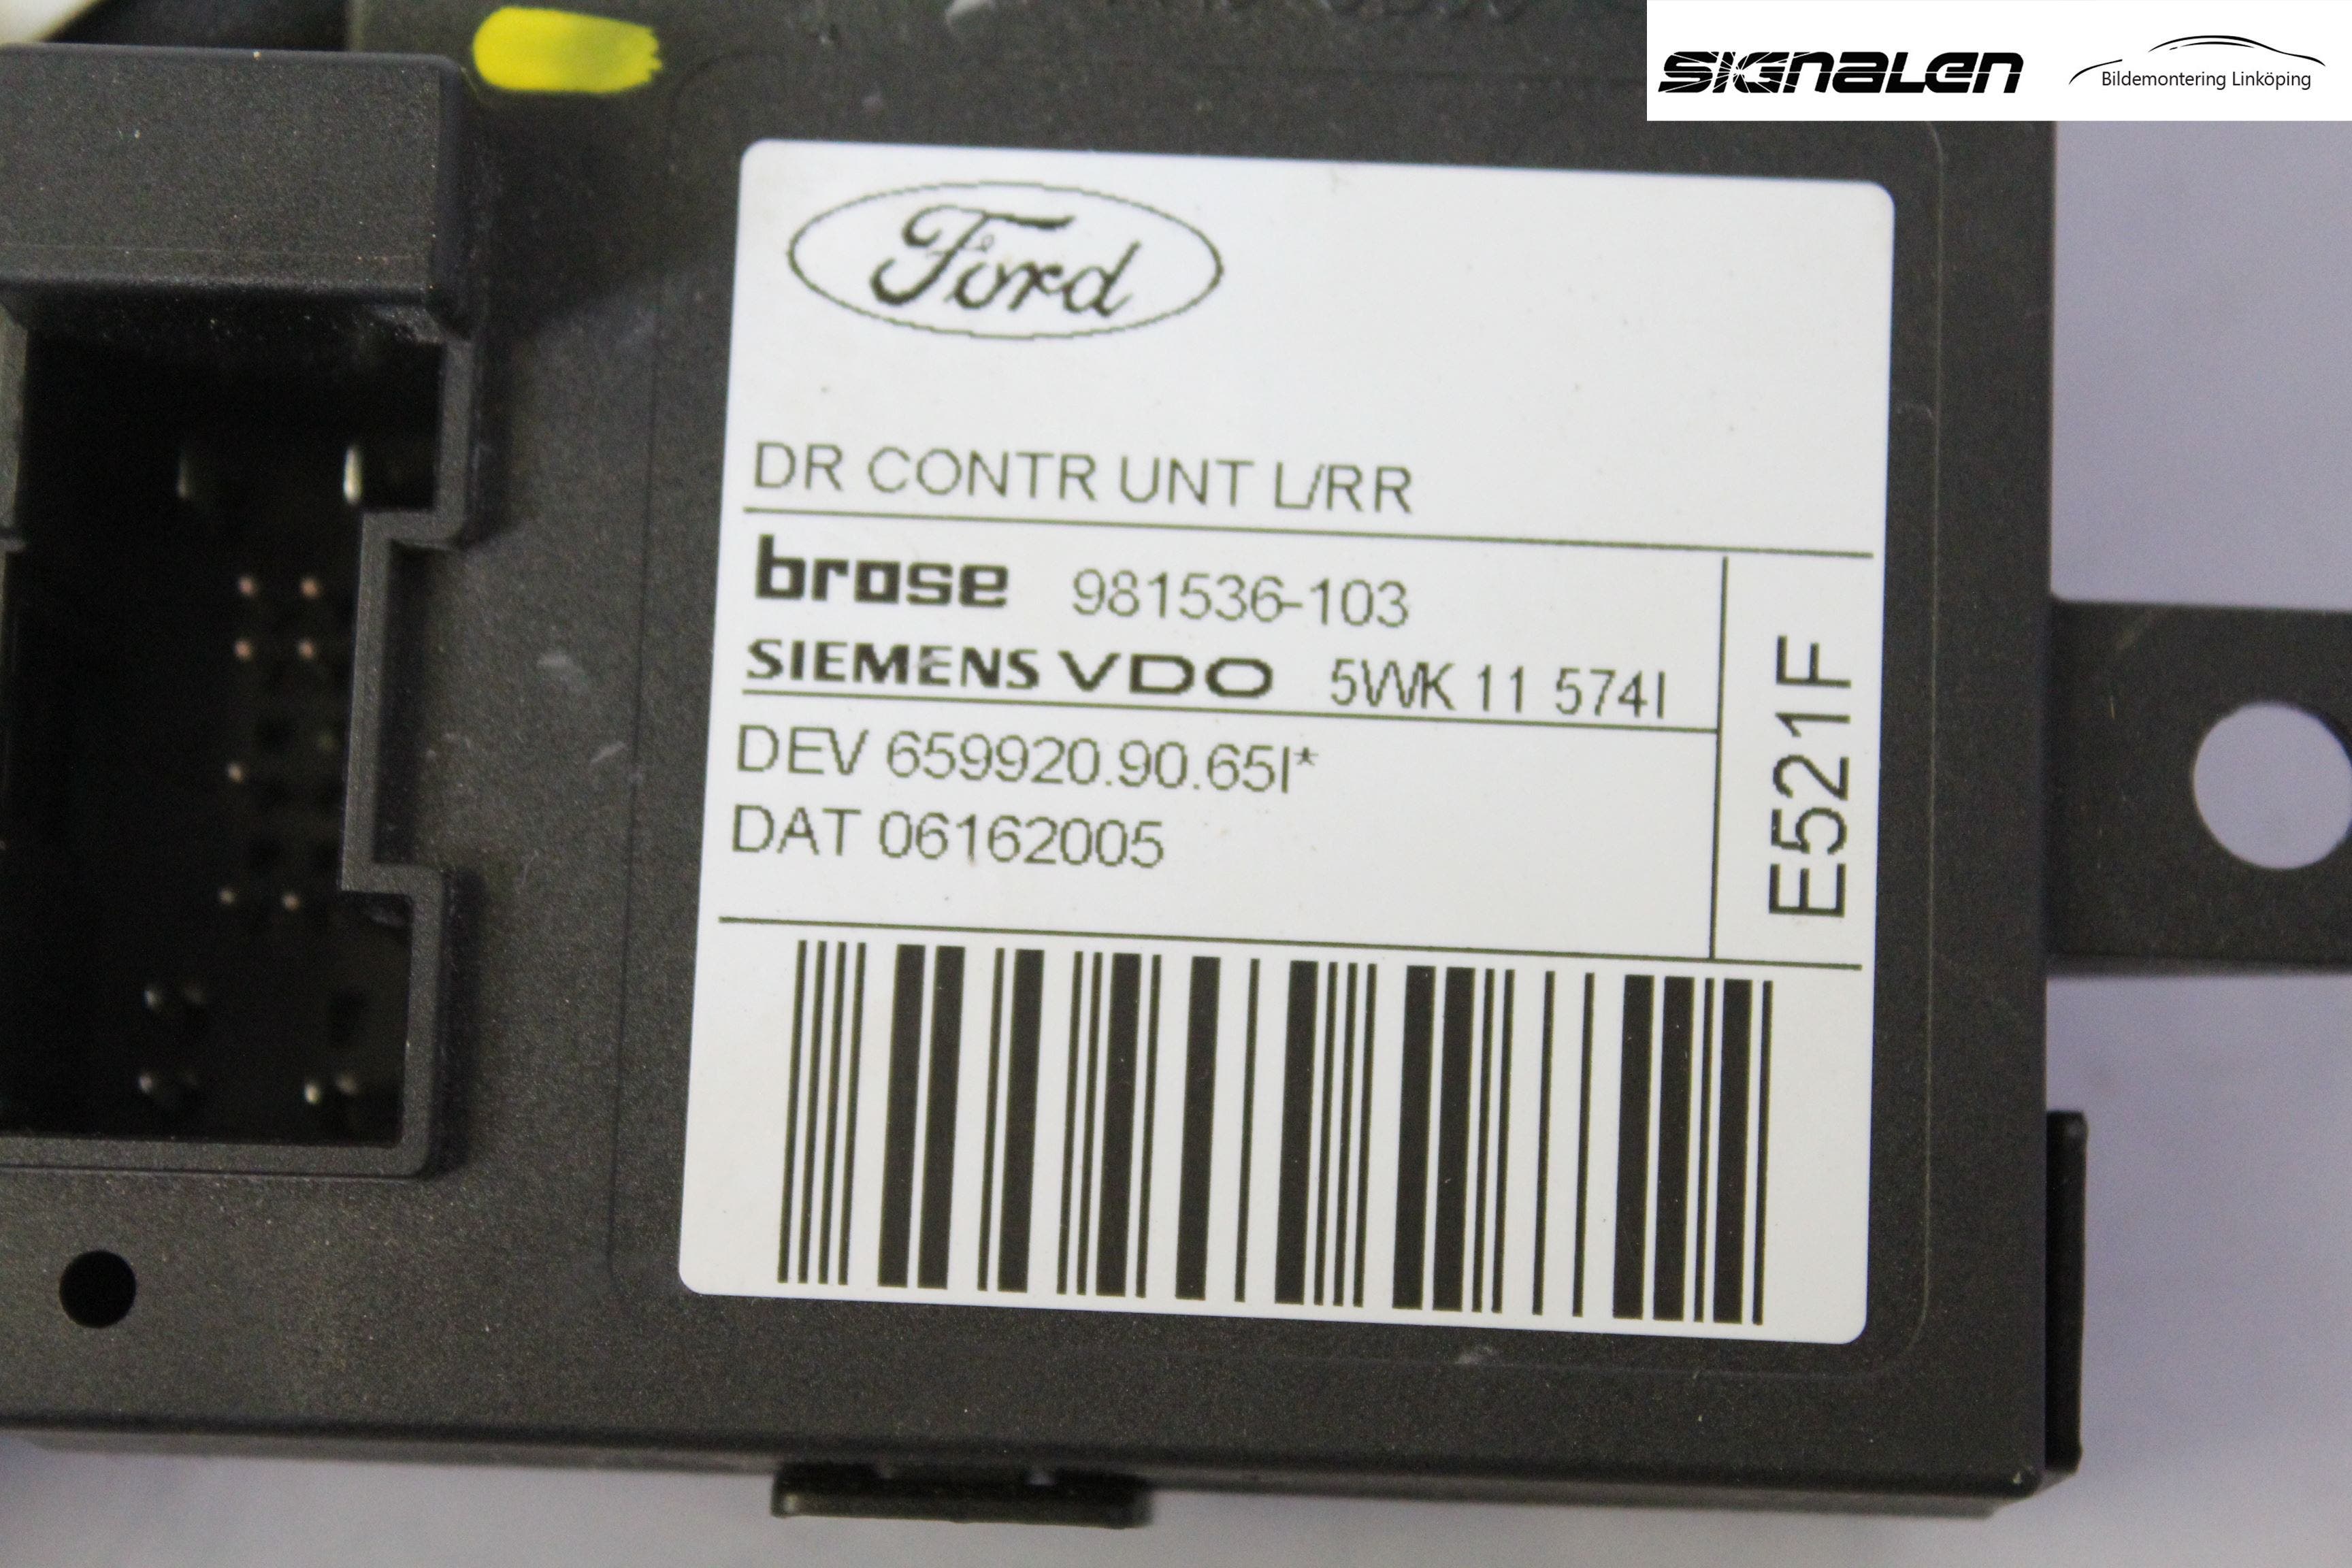 SIGNALEN
Bildemontering Linköping
Ford
DR CONTR UNT L/RR
brose 981536-103
SIEMENS VDO 5WK 11 574I
DEV 659920.90.65I*
DAT 06162005
E521F